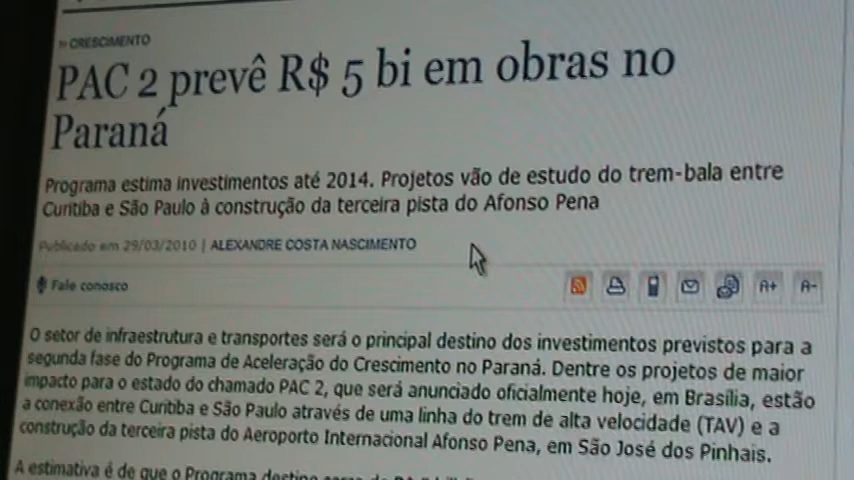 » CRESCIMENTO
PAC 2 prevê R$ 5 bi em obras no
Paraná
Programa estima investimentos até 2014. Projetos vão de estudo do trem-bala entre
Curitiba e São Paulo à construção da terceira pista do Afonso Pena
Publicado em 29/03/2010 | ALEXANDRE COSTA NASCIMENTO
Fale conosco
A+ A-
O setor de infraestrutura e transportes será o principal destino dos investimentos previstos para a
segunda fase do Programa de Aceleração do Crescimento no Paraná. Dentre os projetos de maior
impacto para o estado do chamado PAC 2, que será anunciado oficialmente hoje, em Brasília, estão
a conexão entre Curitiba e São Paulo através de uma linha do trem de alta velocidade (TAV) e a
construção da terceira pista do Aeroporto Internacional Afonso Pena, em São José dos Pinhais.
A estimativa é de que o Programa destine